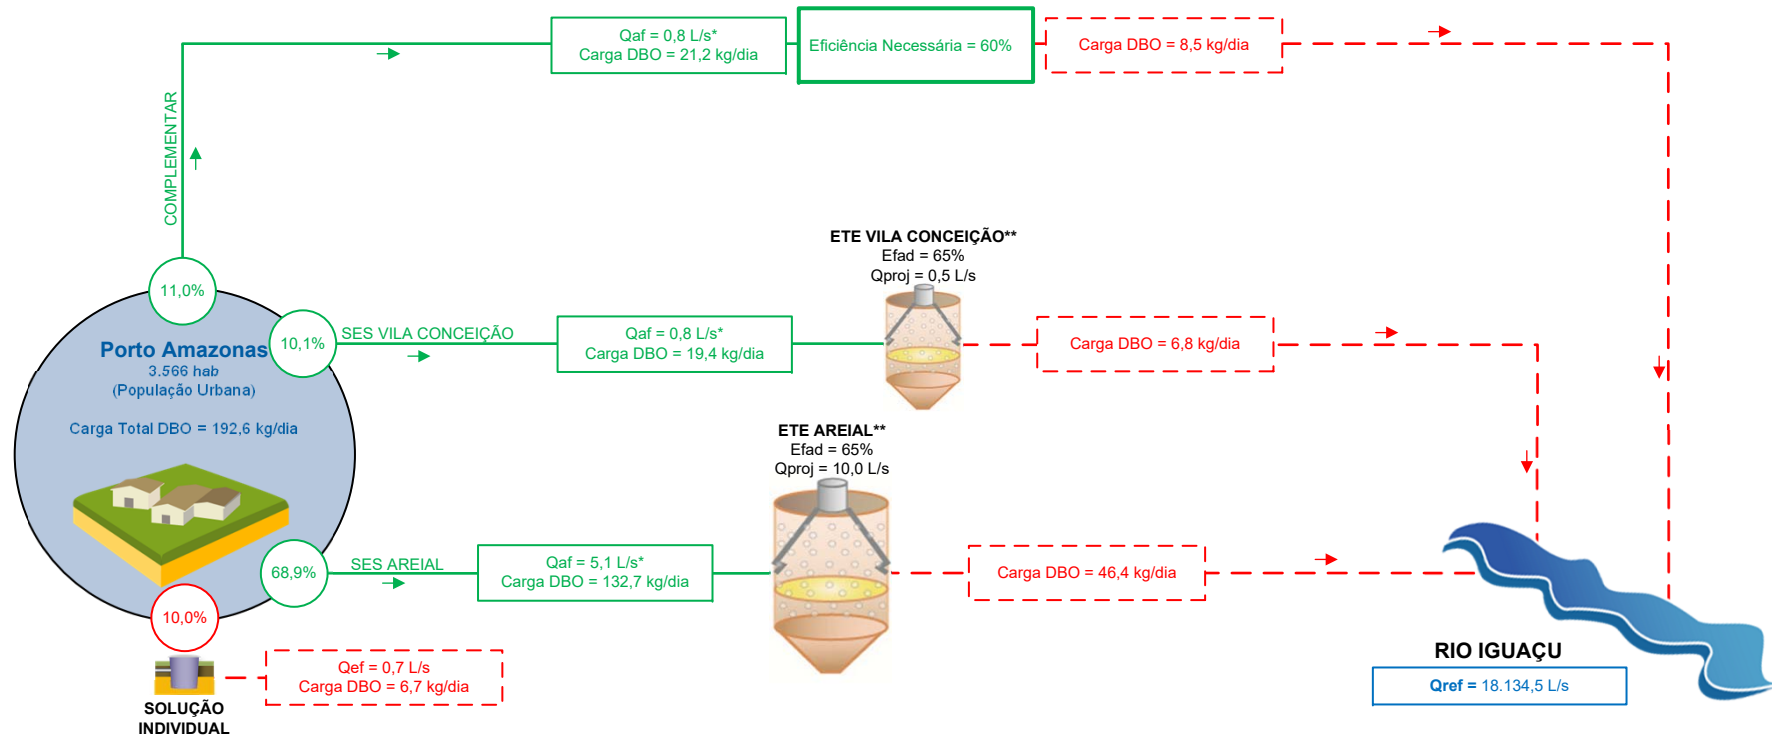 Qaf = 0,8 L/s*
Carga DBO = 21,2 kg/dia
Eficiência Necessária = 60%
Carga DBO = 8,5 kg/dia
COMPLEMENTAR
11,0%
ETE VILA CONCEIÇÃO**
Efad = 65%
Qproj = 0,5 L/s
10,1%
SES VILA CONCEIÇÃO
Qaf = 0,8 L/s*
Carga DBO = 19,4 kg/dia
Carga DBO = 6,8 kg/dia
Porto Amazonas
3.566 hab
(População Urbana)
Carga Total DBO = 192,6 kg/dia
ETE AREIAL**
Efad = 65%
Qproj = 10,0 L/s
68,9%
SES AREIAL
Qaf = 5,1 L/s*
Carga DBO = 132,7 kg/dia
Carga DBO = 46,4 kg/dia
10,0%
Qef = 0,7 L/s
Carga DBO = 6,7 kg/dia
SOLUÇÃO
INDIVIDUAL
RIO IGUAÇU
Qref = 18.134,5 L/s